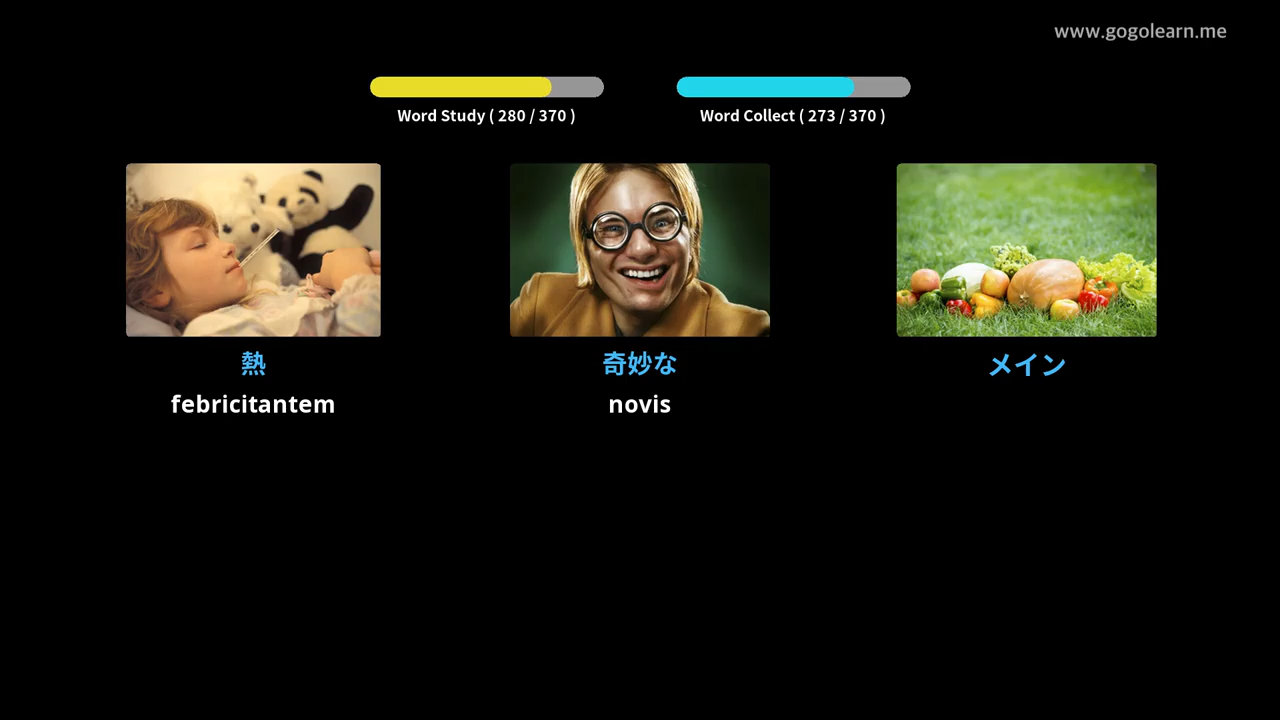 www.gogolearn.me
Word Study ( 280 / 370 )
Word Collect ( 273 / 370 )
熱
奇妙な
メイン
febricitantem
novis